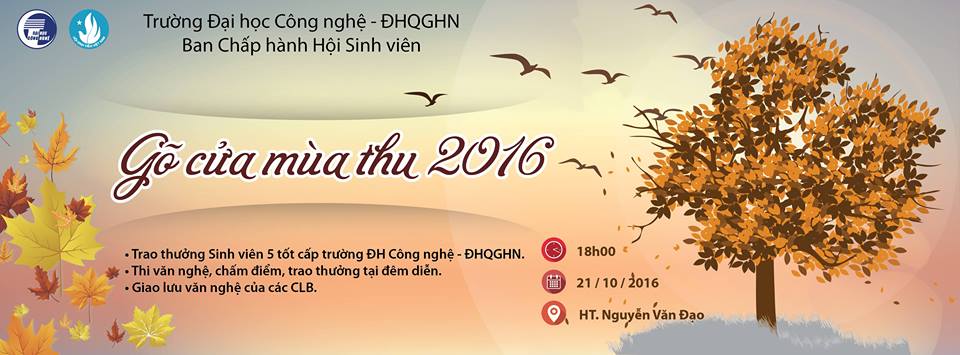 Trường Đại học Công nghệ - ĐHQGHN
Ban Chấp hành Hội Sinh viên
Gõ cửa mùa thu 2016
• Trao thưởng Sinh viên 5 tốt cấp trường ĐH Công nghệ - ĐHQGHN.
• Thi văn nghệ, chấm điểm, trao thưởng tại đêm diễn.
• Giao lưu văn nghệ của các CLB.
18h00
21 / 10 / 2016
HT. Nguyễn Văn Đạo